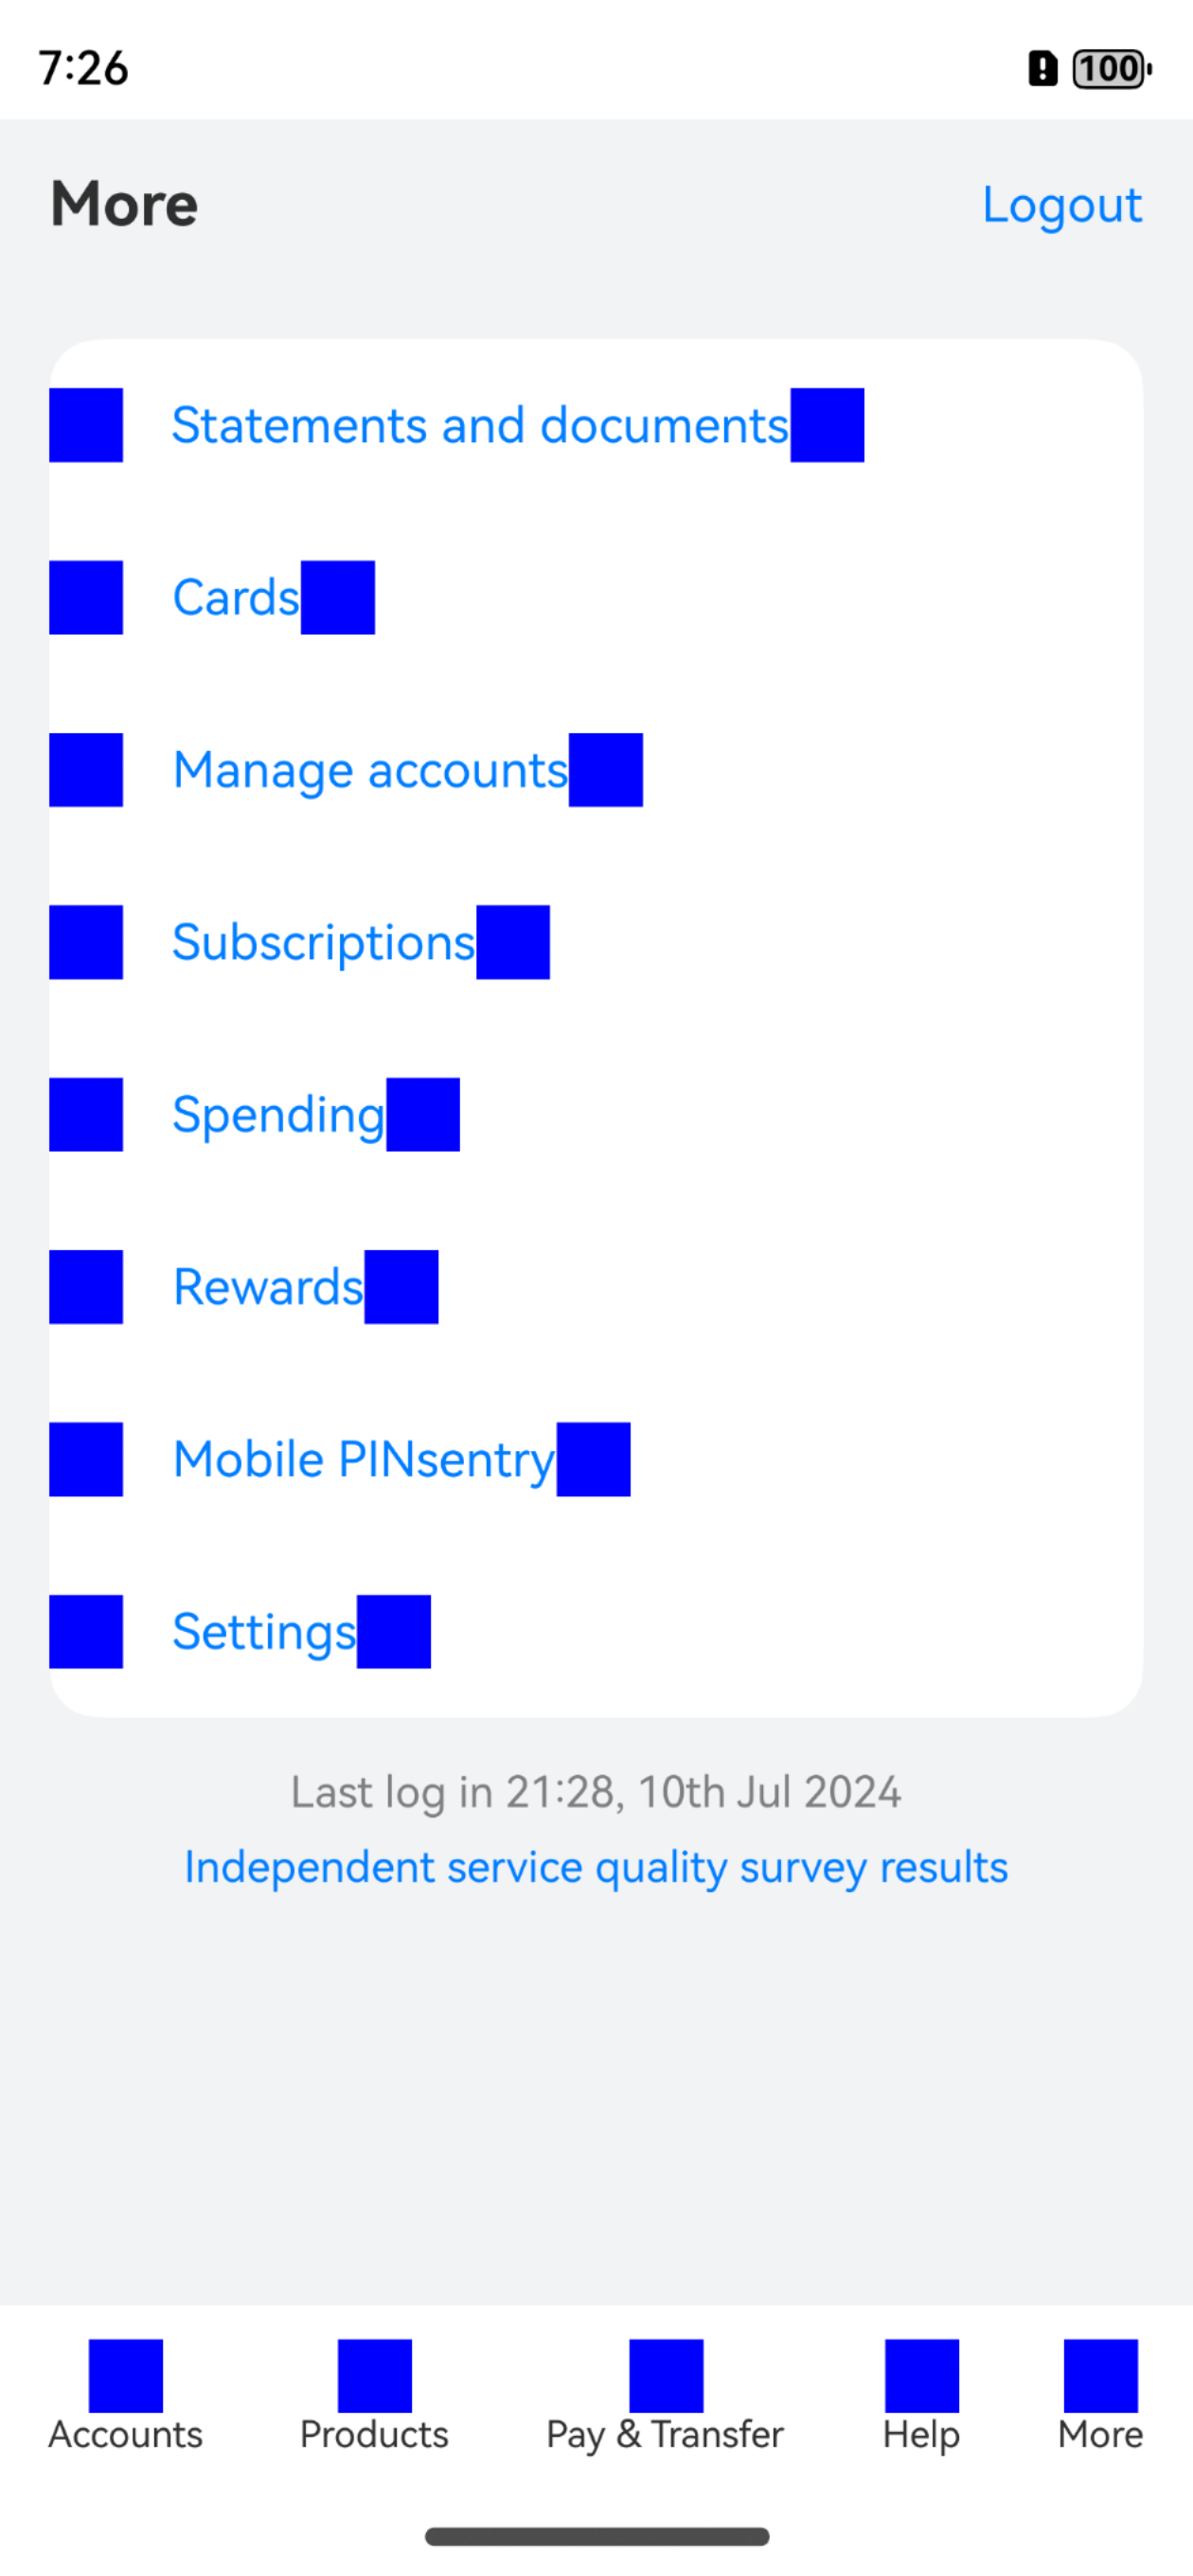 7:26
100
More
Logout
Statements and documents
Cards
Manage accounts
Subscriptions
Spending
Rewards
Mobile PINsentry
Settings
Last log in 21:28, 10th Jul 2024
Independent service quality survey results
Accounts
Products
Pay & Transfer
Help
More